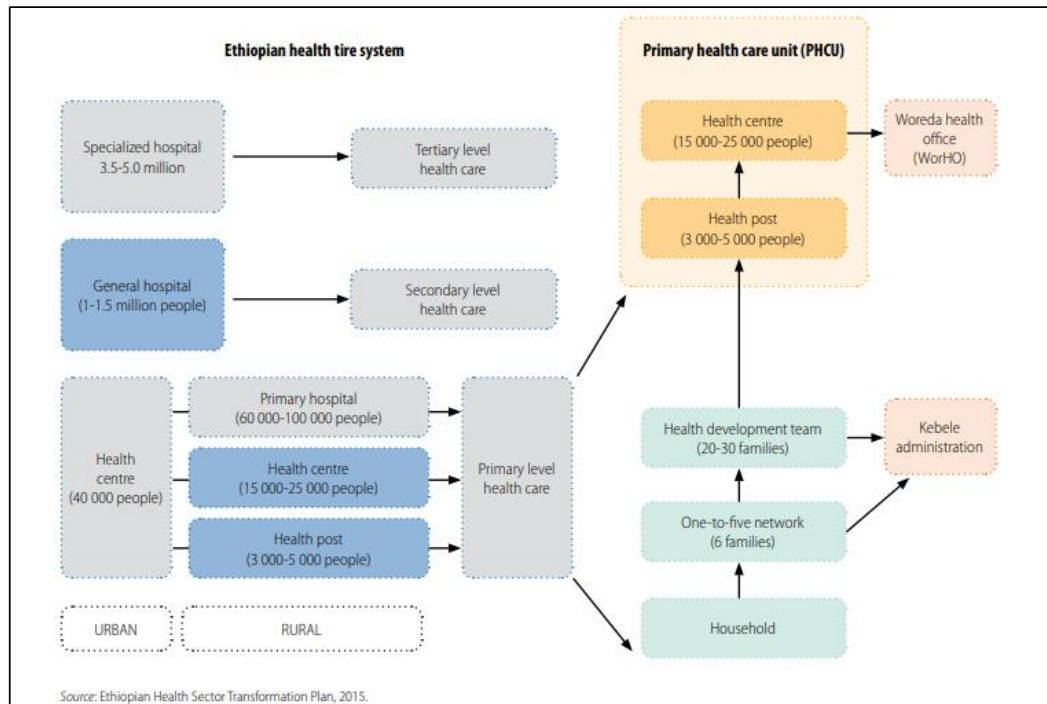 Ethiopian health tire system
Specialized hospital
3.5-5.0 million
Tertiary level
health care
General hospital
(1-1.5 million people)
Secondary level
health care
Health
centre
(40 000 people)
Primary hospital
(60 000-100 000 people)
Health centre
(15 000-25 000 people)
Health post
(3 000-5 000 people)
Primary level
health care
URBAN
RURAL
Primary health care unit (PHCU)
Health centre
(15 000-25 000 people)
Woreda health
office
(WorHO)
Health post
(3 000-5 000 people)
Health development team
(20-30 families)
Kebele
administration
One-to-five network
(6 families)
Household
Source: Ethiopian Health Sector Transformation Plan, 2015.